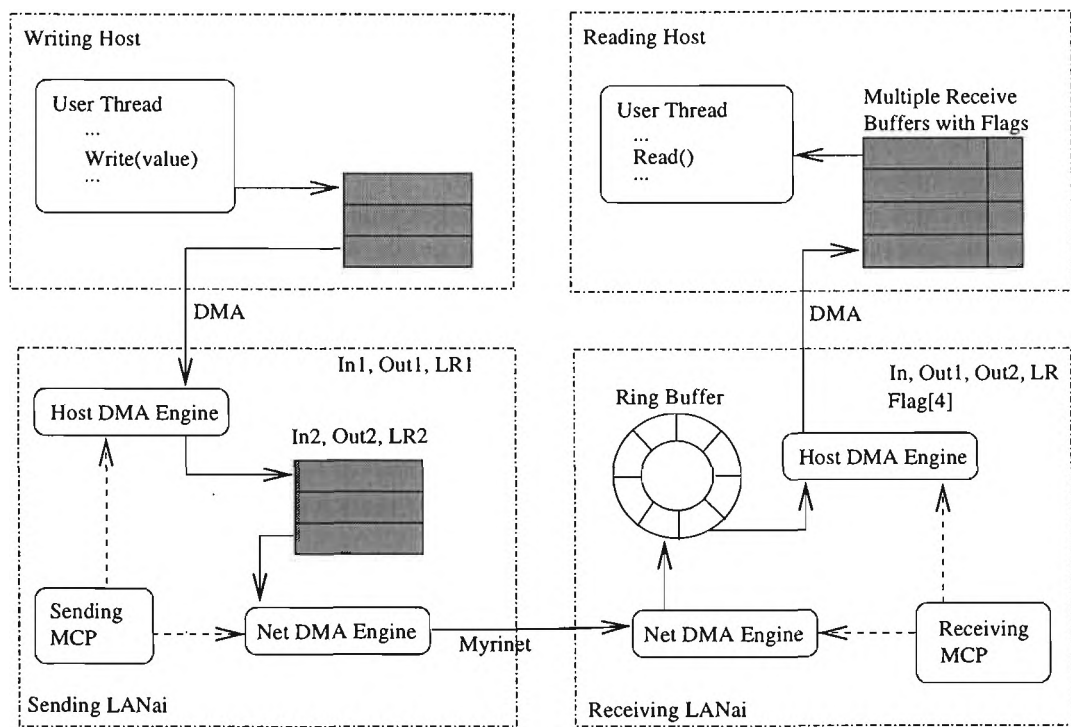 Writing Host
User Thread
...
Write(value)
...
DMA
Reading Host
User Thread
...
Read()
...
Multiple Receive
Buffers with Flags
DMA
In1, Out1, LR1
Host DMA Engine
In2, Out2, LR2
Sending
MCP
Net DMA Engine
Myrinet
Sending LANai
In, Out1, Out2, LR
Flag[4]
Ring Buffer
Host DMA Engine
Net DMA Engine
Receiving
MCP
Receiving LANai